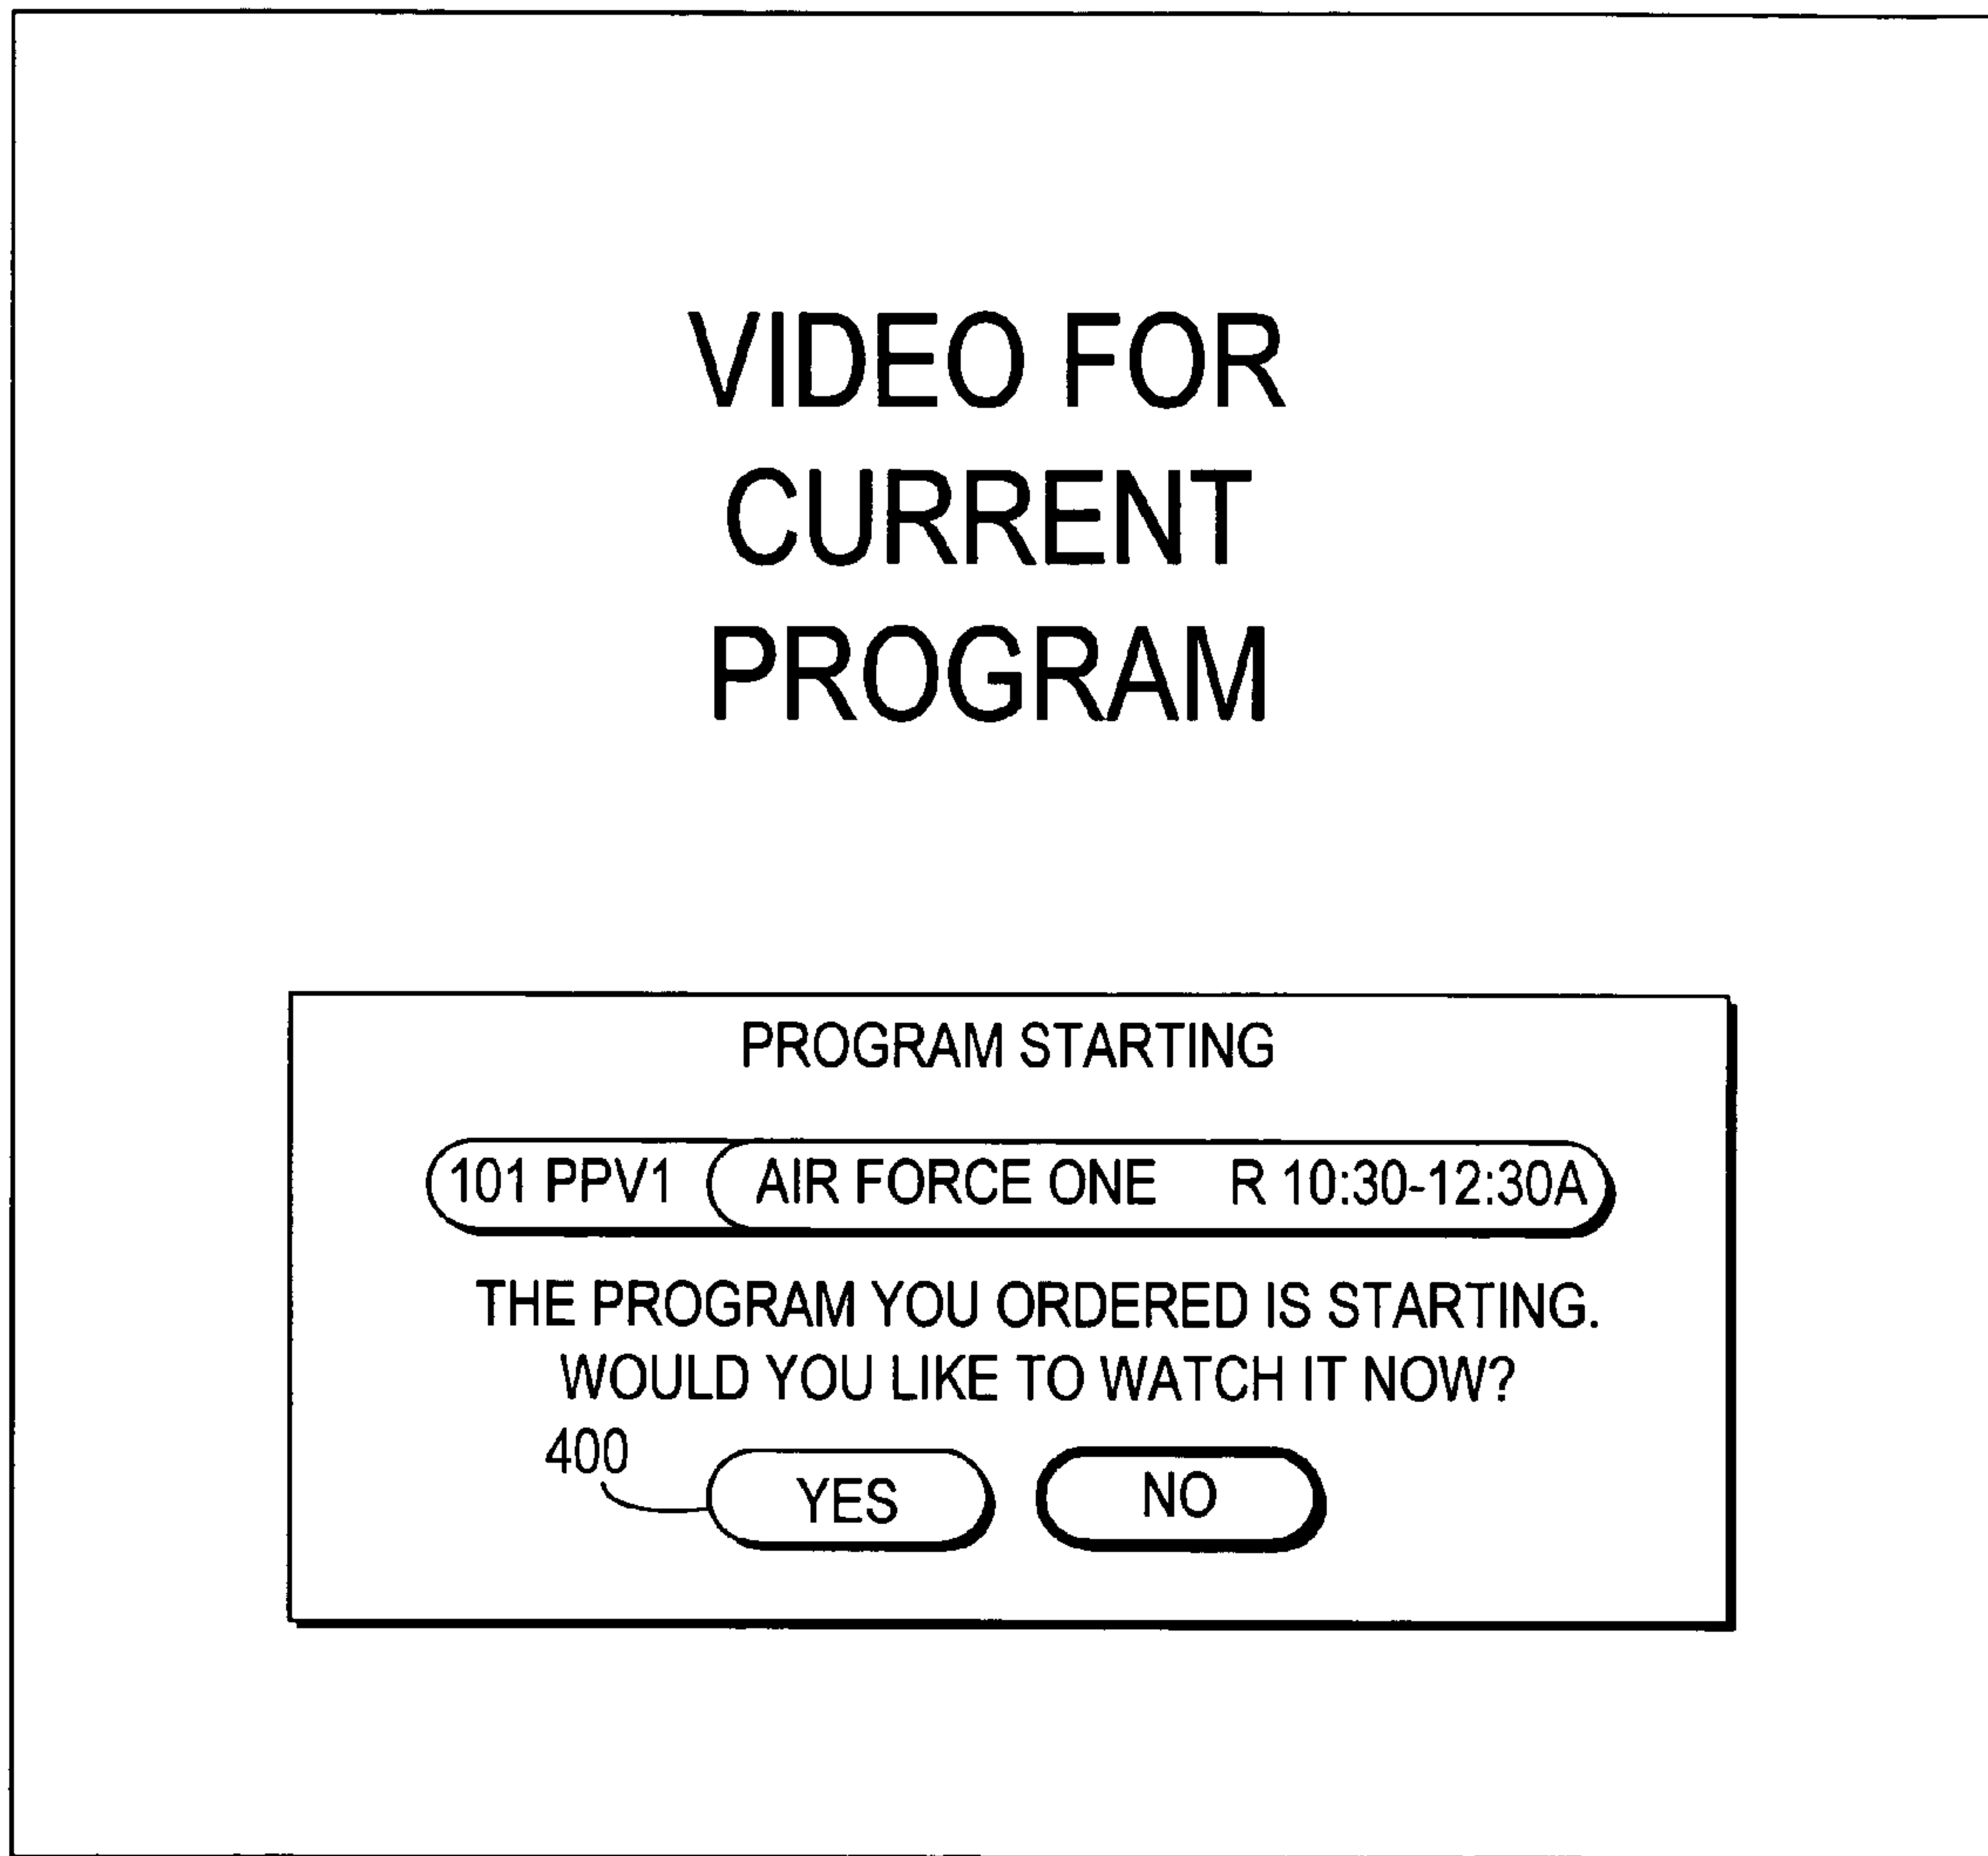 VIDEO FOR
CURRENT
PROGRAM
PROGRAM STARTING
101 PPV1 AIR FORCE ONE R 10:30-12:30A
THE PROGRAM YOU ORDERED IS STARTING.
WOULD YOU LIKE TO WATCH IT NOW?
400
YES NO